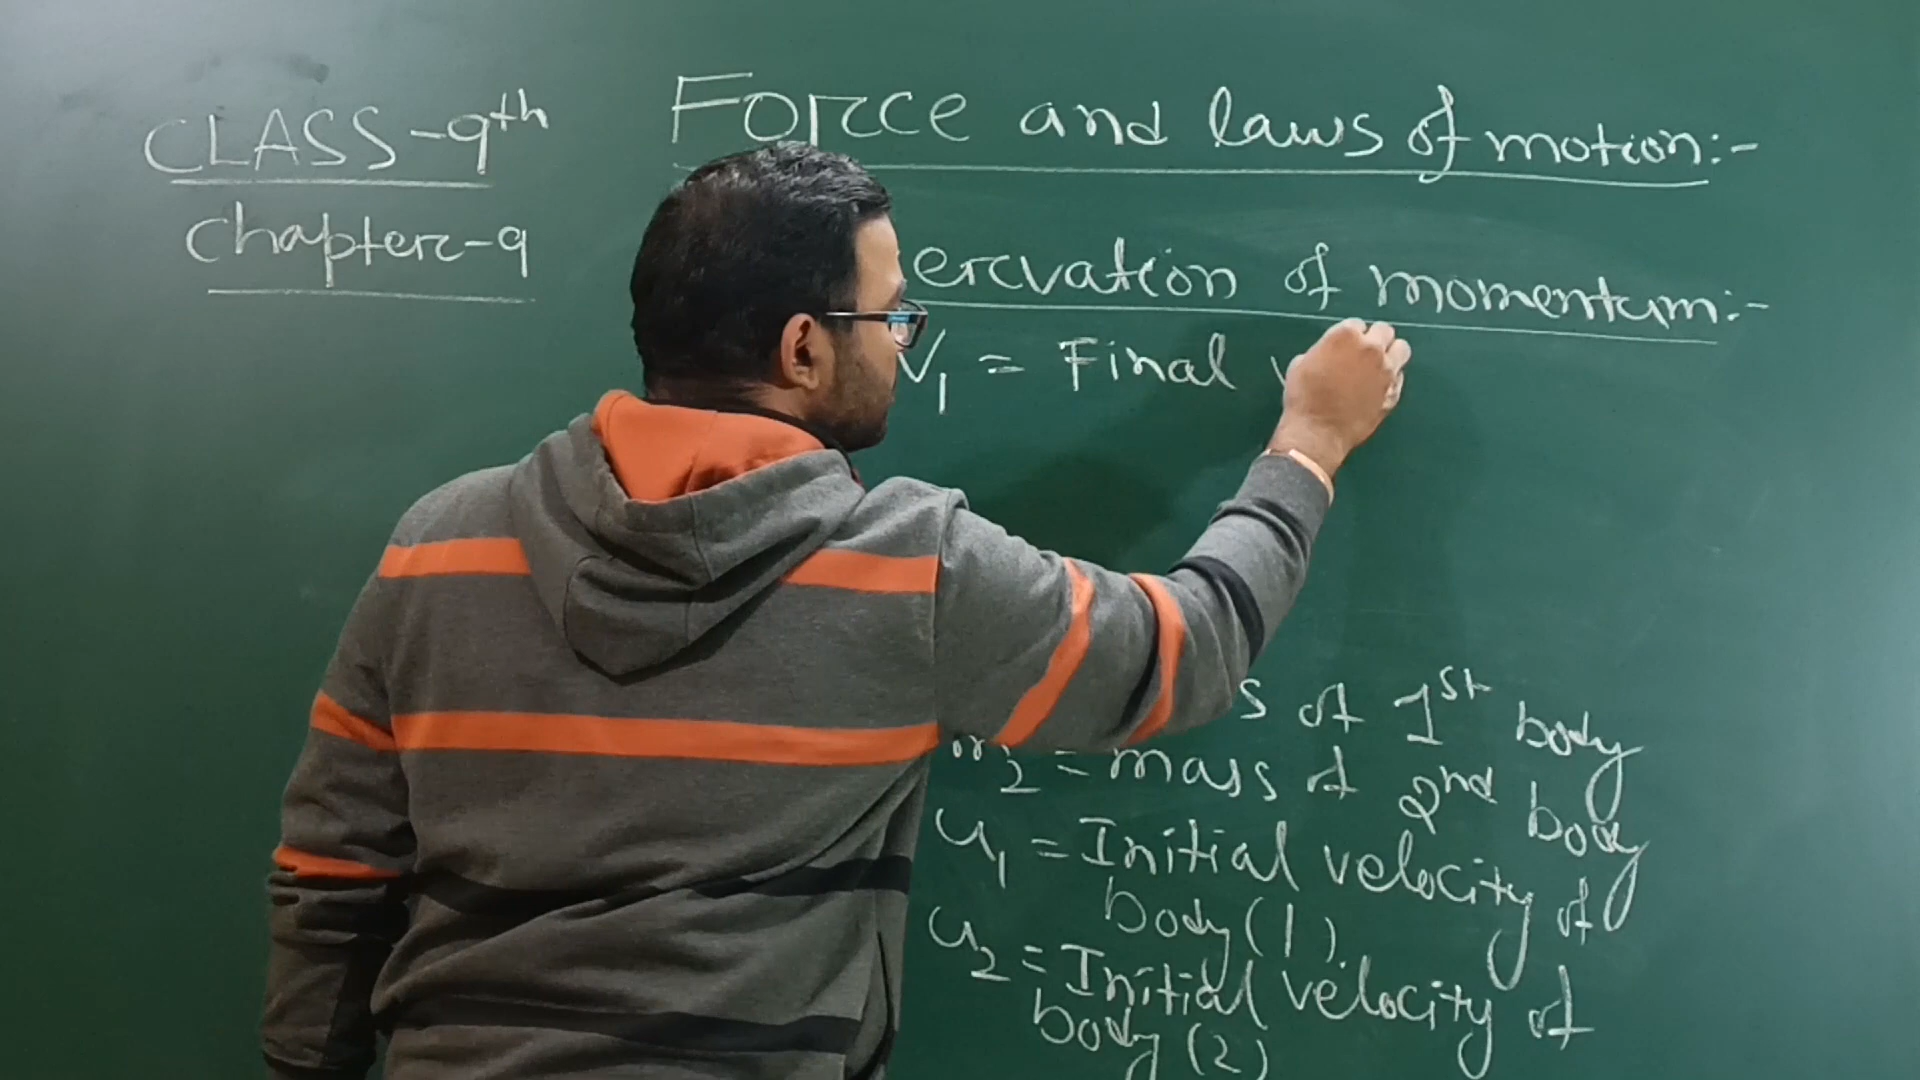 CLASS-9th
Chapter-9
Force and laws of motion:-
ervation of momentum:-
V1 = Final
s of 1st body
m2 = mass of 2nd body
u1 = Initial velocity of
body (1)
u2 = Initial velocity of
body (2)